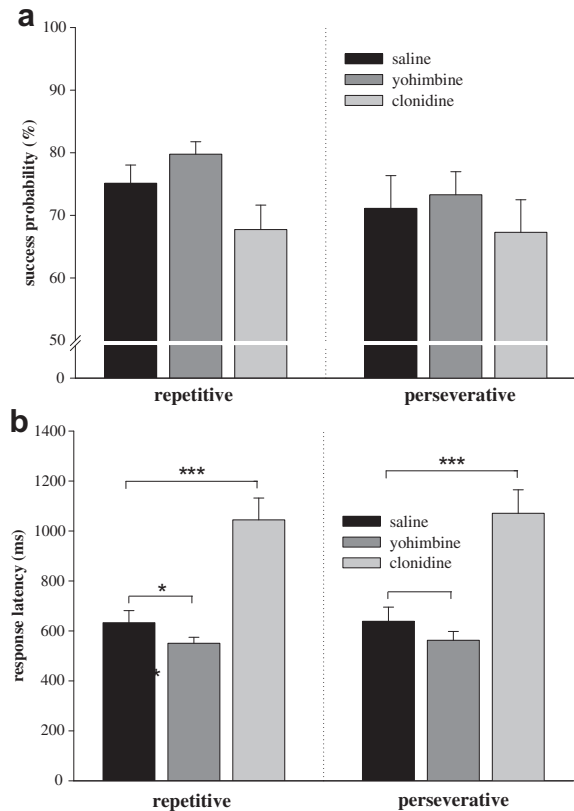 a
100
90
80
70
60
50
0
success probability (%)
saline
yohimbine
clonidine
repetitive
perseverative
b
1400
1200
1000
800
600
400
200
0
response latency (ms)
***
*
*
***
saline
yohimbine
clonidine
repetitive
perseverative